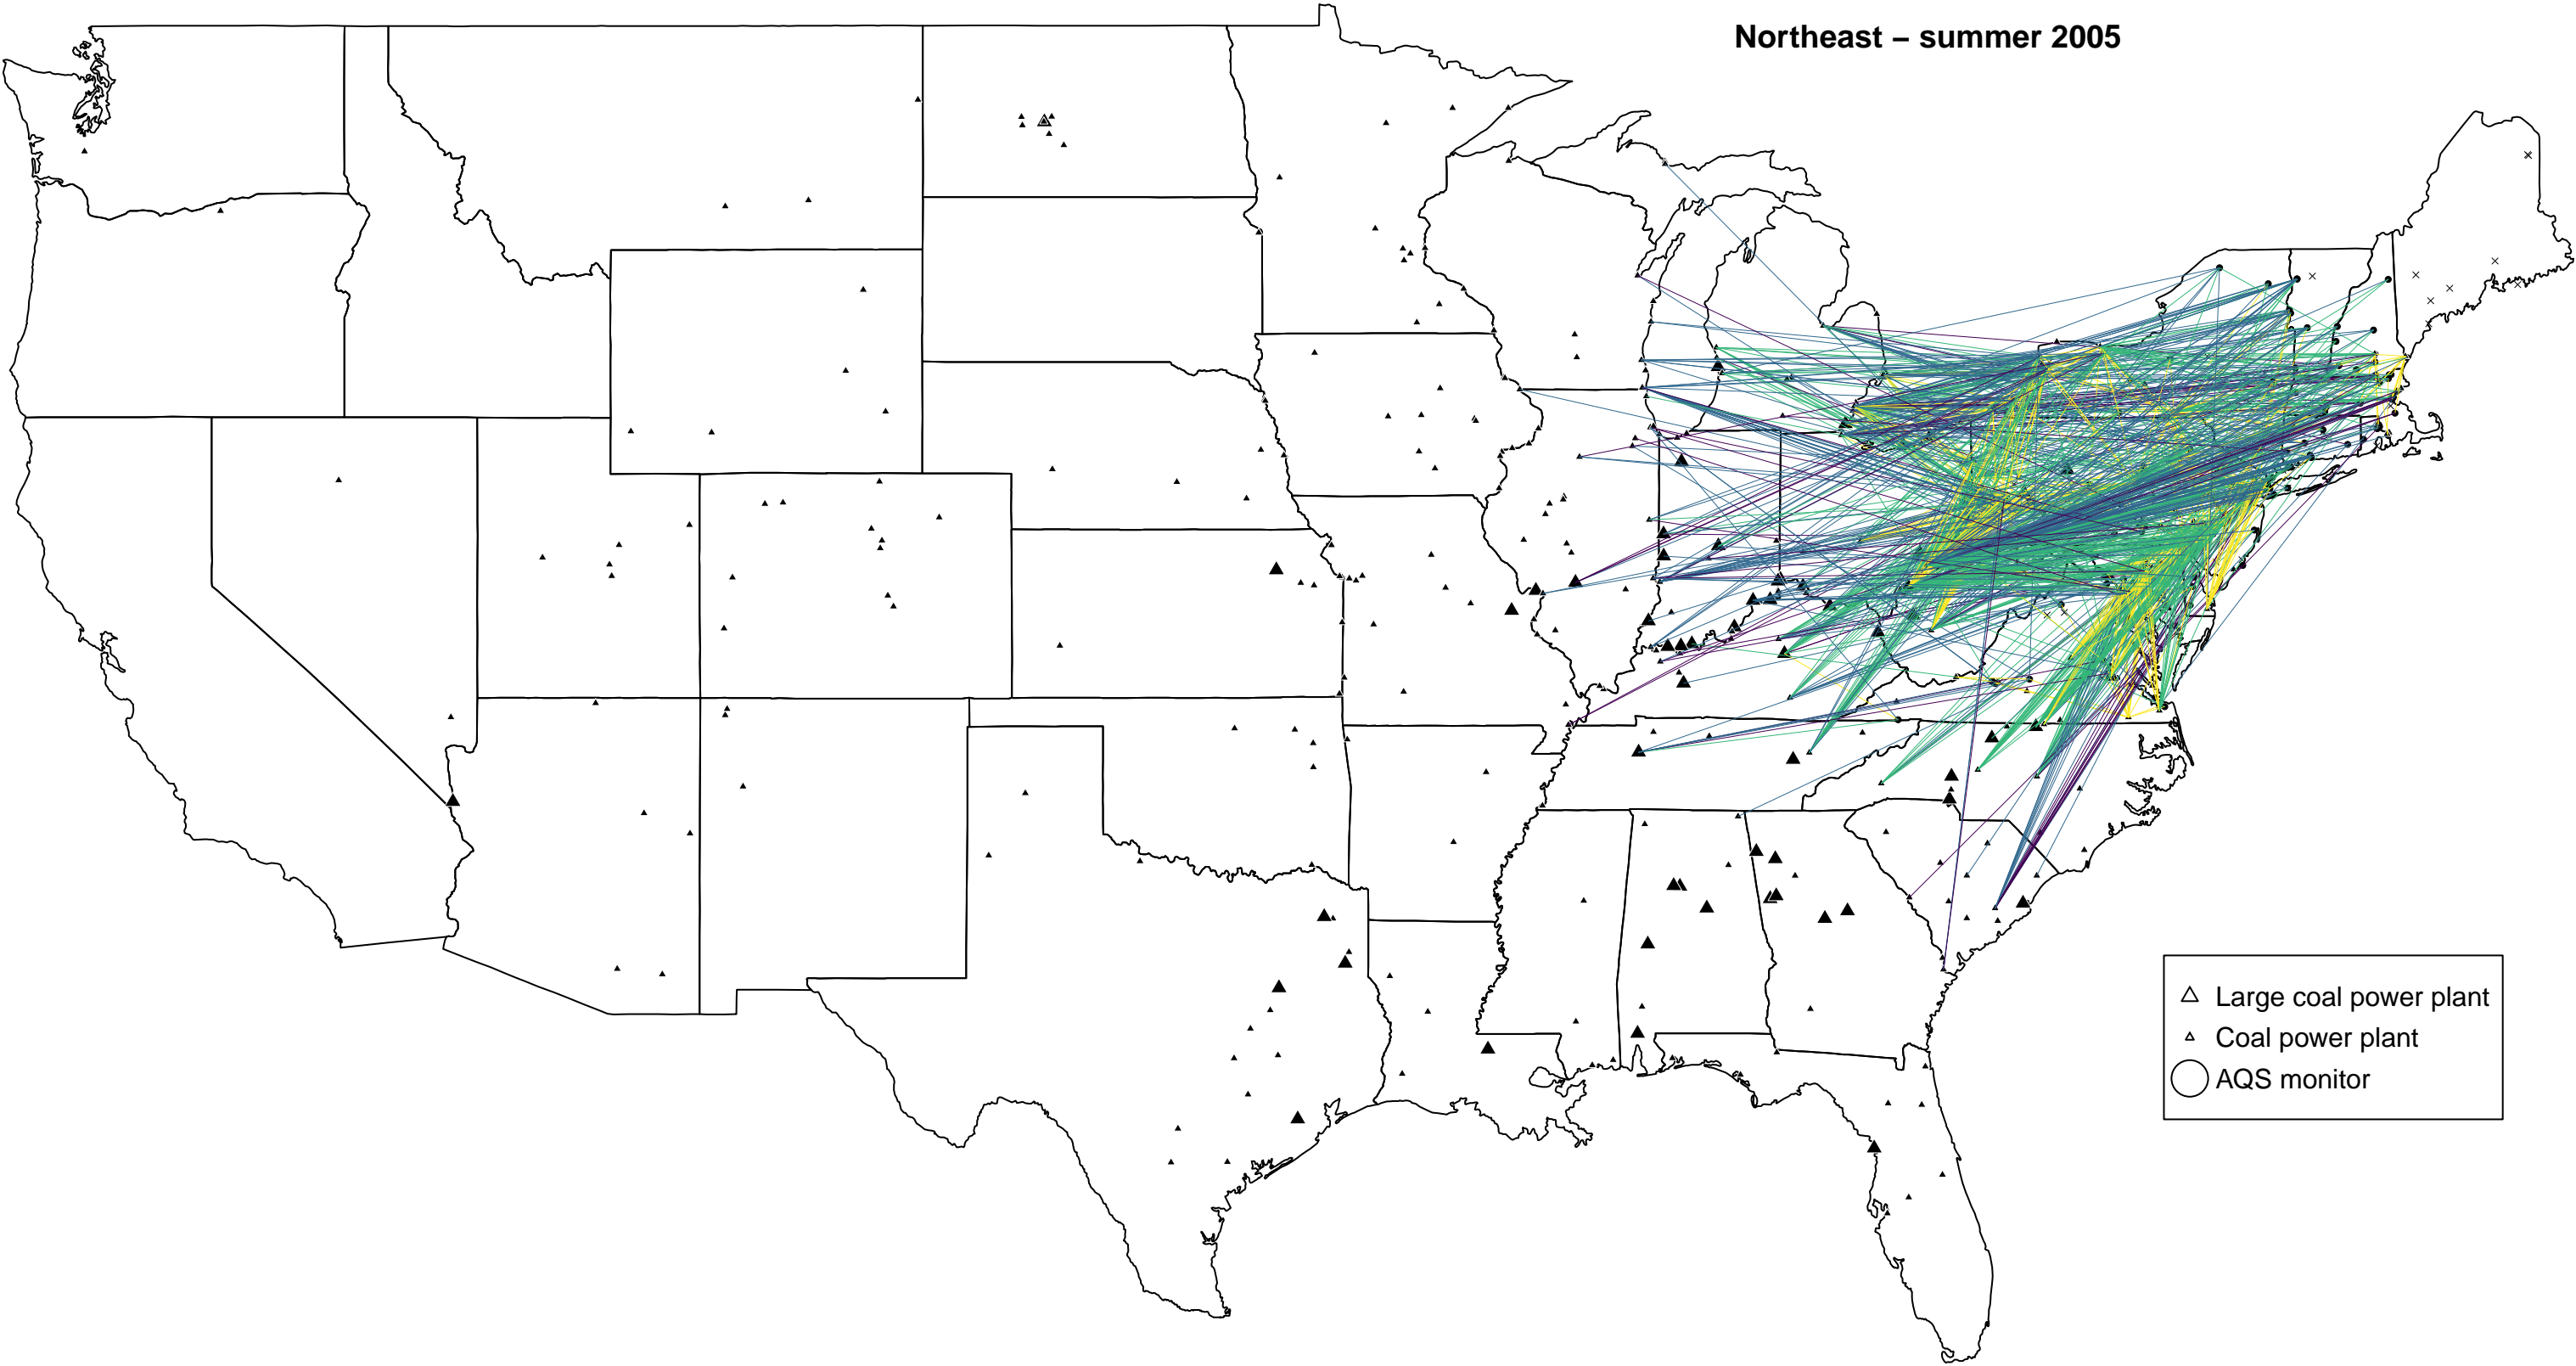 Northeast – summer 2005
Large coal power plant
Coal power plant
AQS monitor